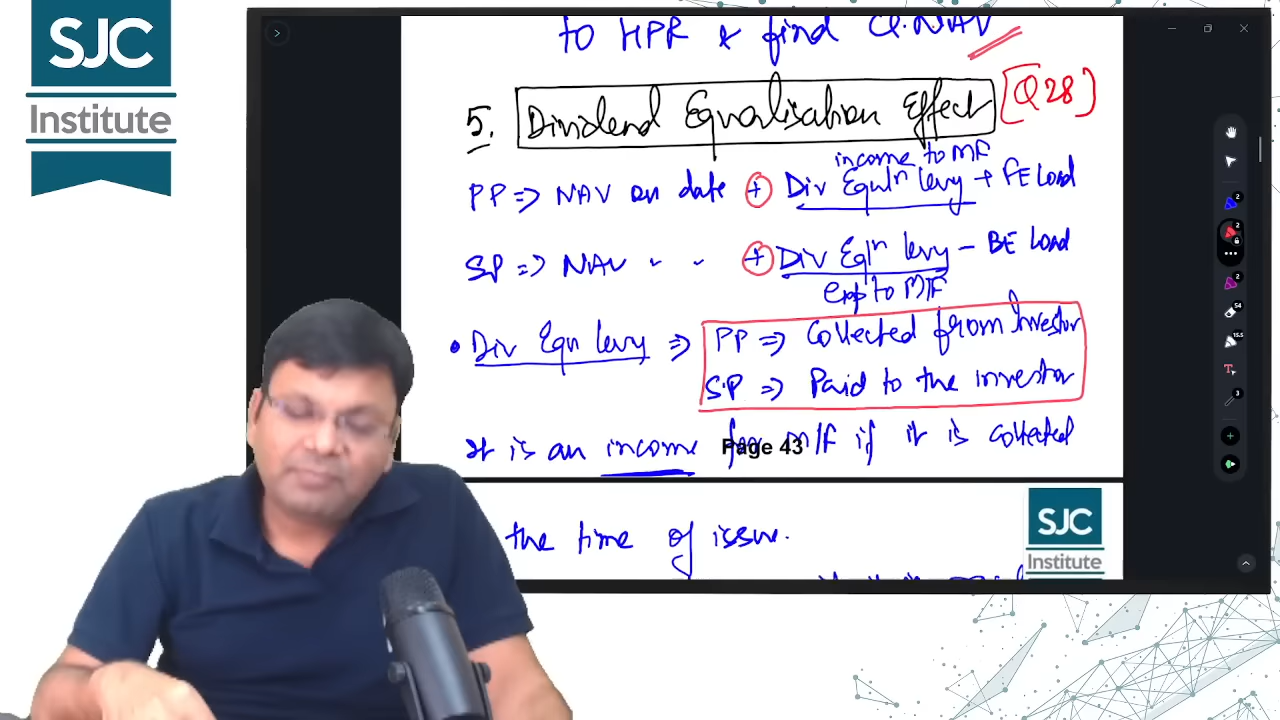 SJC
Institute
to HPR & find Q.NAV
5. Dividend Equalisation Effect [Q28]
income to MF
PP => NAV on date + Div Equln levy + FE Load
SP => NAV " " + Div Eqln levy - BE Load
exp to MF
• Div Eqn levy => PP => Collected from Investor
S.P => Paid to the investor
It is an income for M/F if it is collected
Page 43
the time of issue.
SJC
Institute